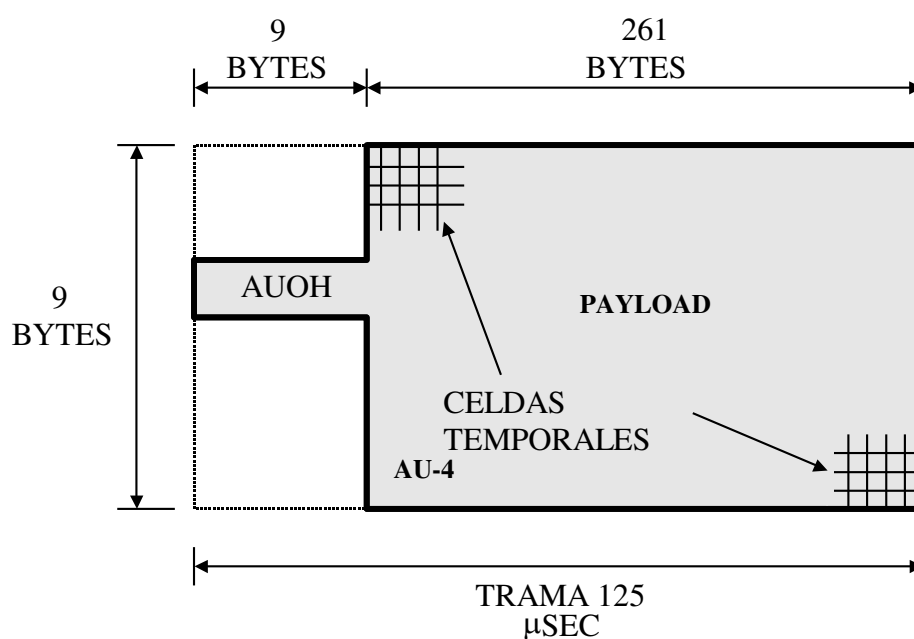 9
BYTES
261
BYTES
AUOH
PAYLOAD
9
BYTES
CELDAS
TEMPORALES
AU-4
TRAMA 125
µSEC